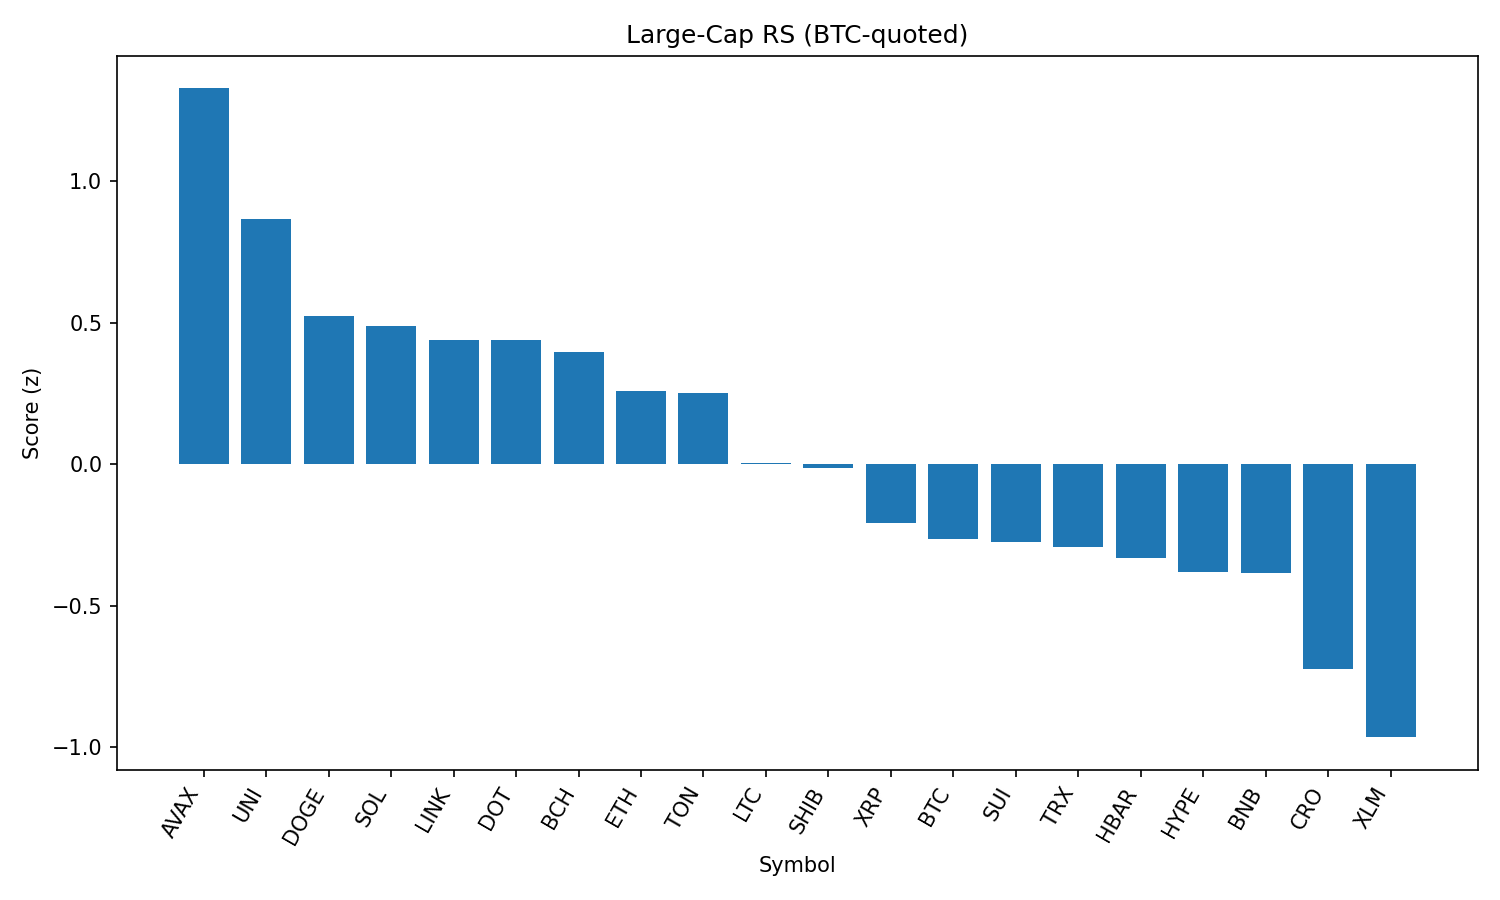 Large-Cap RS (BTC-quoted)
Score (z)
1.0
0.5
0.0
−0.5
−1.0
AVAX
UNI
DOGE
SOL
LINK
DOT
BCH
ETH
TON
LTC
SHIB
XRP
BTC
SUI
TRX
HBAR
HYPE
BNB
CRO
XLM
Symbol